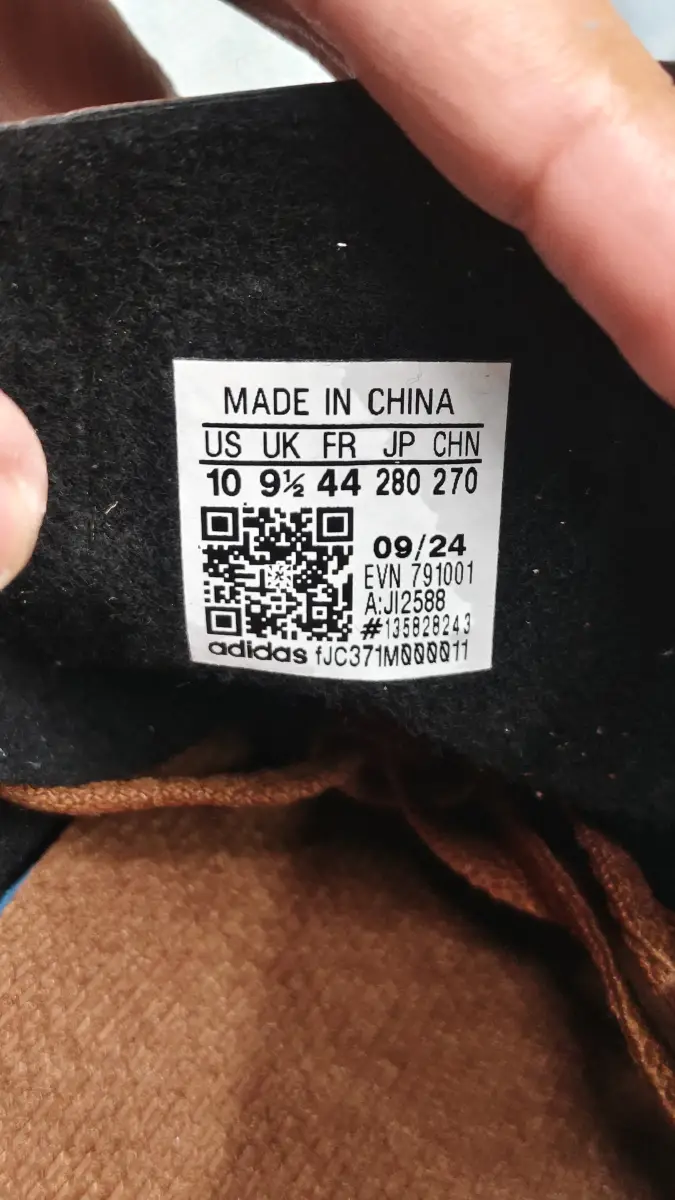 MADE IN CHINA
US UK FR JP CHN
10 9½ 44 280 270
09/24
EVN 791001
A:JI2588
#135828243
adidas fJC371M000011